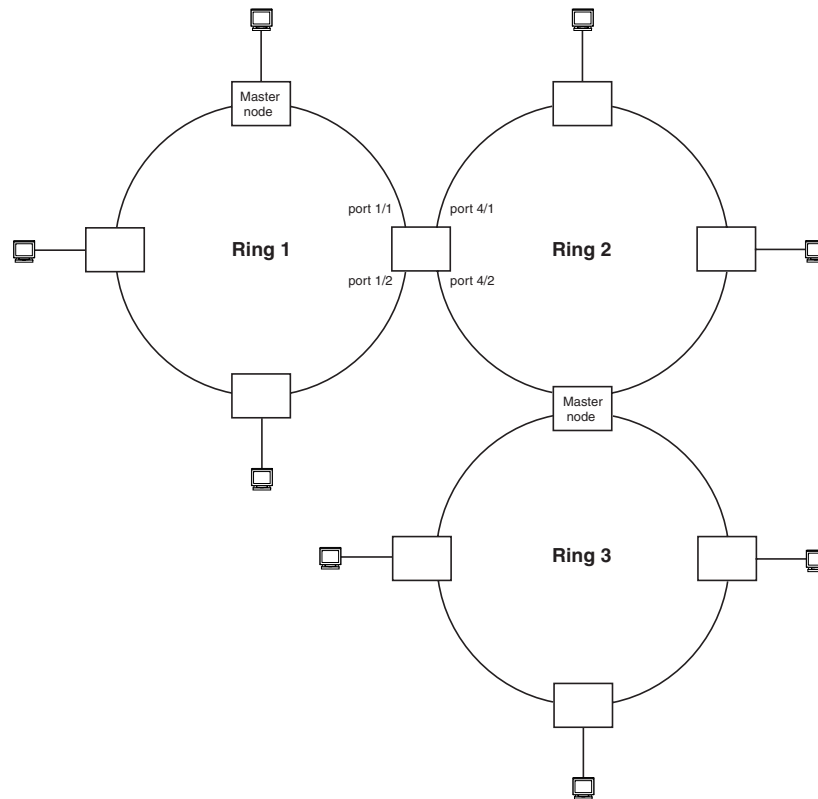 Master
node
port 1/1
port 4/1
Ring 1
Ring 2
port 1/2
port 4/2
Master
node
Ring 3